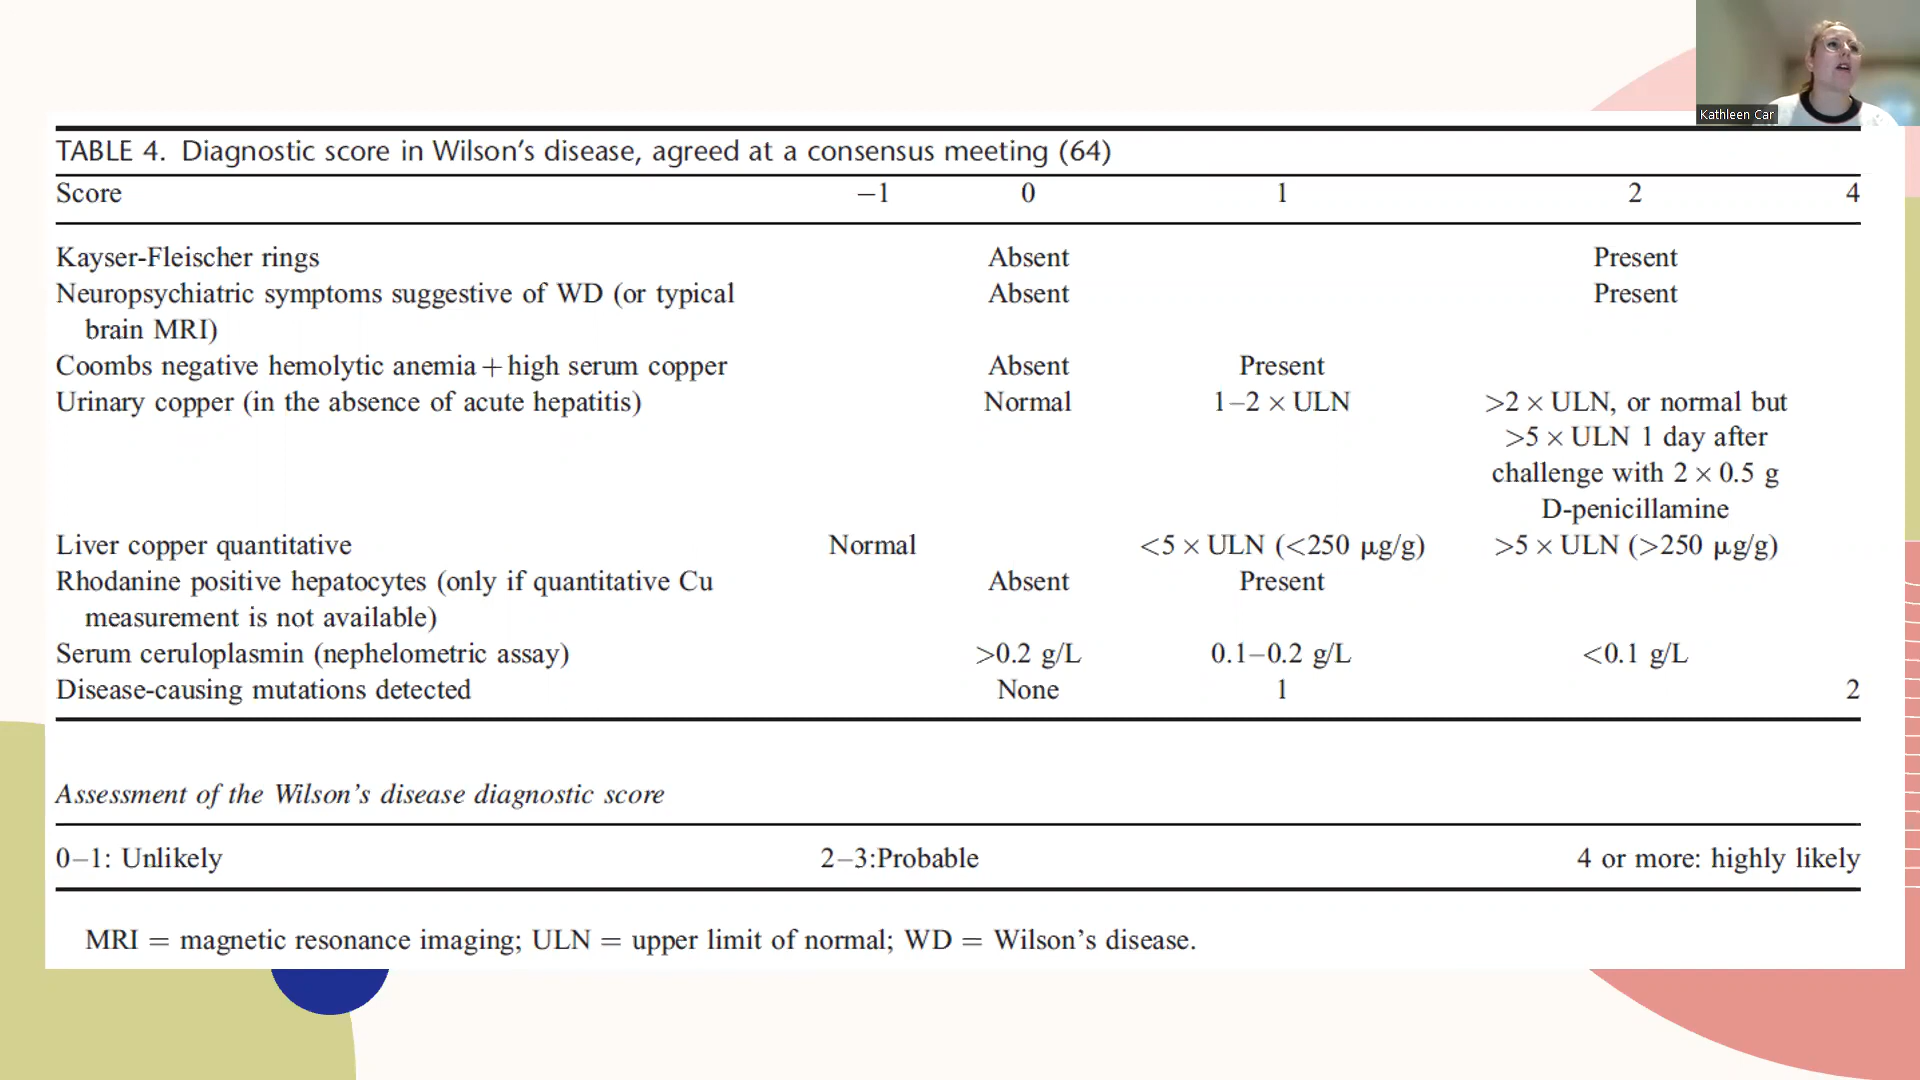 Kathleen Car
TABLE 4. Diagnostic score in Wilson's disease, agreed at a consensus meeting (64)
Score −1 0 1 2 4
Kayser-Fleischer rings Absent Present
Neuropsychiatric symptoms suggestive of WD (or typical Absent Present
brain MRI)
Coombs negative hemolytic anemia + high serum copper Absent Present
Urinary copper (in the absence of acute hepatitis) Normal 1–2 × ULN >2 × ULN, or normal but
>5 × ULN 1 day after
challenge with 2 × 0.5 g
D-penicillamine
Liver copper quantitative Normal <5 × ULN (<250 μg/g) >5 × ULN (>250 μg/g)
Rhodanine positive hepatocytes (only if quantitative Cu Absent Present
measurement is not available)
Serum ceruloplasmin (nephelometric assay) >0.2 g/L 0.1–0.2 g/L <0.1 g/L
Disease-causing mutations detected None 1 2
Assessment of the Wilson's disease diagnostic score
0–1: Unlikely 2–3:Probable 4 or more: highly likely
MRI = magnetic resonance imaging; ULN = upper limit of normal; WD = Wilson's disease.